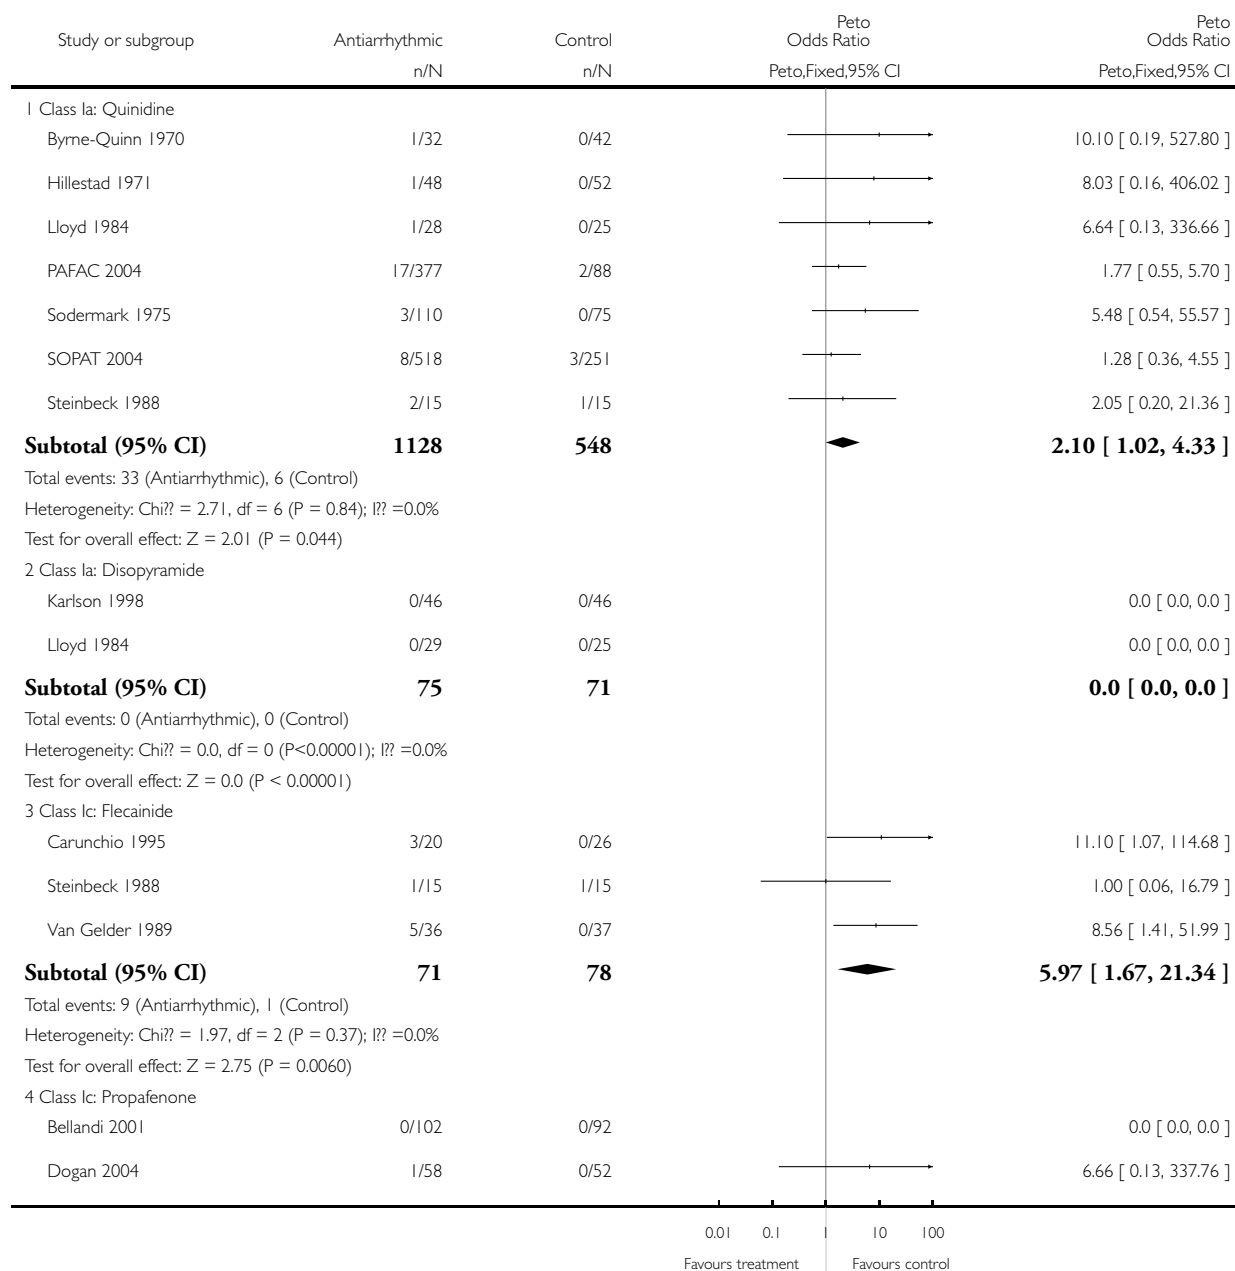 Peto Peto
Study or subgroup Antiarrhythmic Control Odds Ratio Odds Ratio
n/N n/N Peto,Fixed,95% CI Peto,Fixed,95% CI
1 Class Ia: Quinidine
Byrne-Quinn 1970 1/32 0/42 10.10 [ 0.19, 527.80 ]
Hillestad 1971 1/48 0/52 8.03 [ 0.16, 406.02 ]
Lloyd 1984 1/28 0/25 6.64 [ 0.13, 336.66 ]
PAFAC 2004 17/377 2/88 1.77 [ 0.55, 5.70 ]
Sodermark 1975 3/110 0/75 5.48 [ 0.54, 55.57 ]
SOPAT 2004 8/518 3/251 1.28 [ 0.36, 4.55 ]
Steinbeck 1988 2/15 1/15 2.05 [ 0.20, 21.36 ]
Subtotal (95% CI) 1128 548 2.10 [ 1.02, 4.33 ]
Total events: 33 (Antiarrhythmic), 6 (Control)
Heterogeneity: Chi?? = 2.71, df = 6 (P = 0.84); I?? =0.0%
Test for overall effect: Z = 2.01 (P = 0.044)
2 Class Ia: Disopyramide
Karlson 1998 0/46 0/46 0.0 [ 0.0, 0.0 ]
Lloyd 1984 0/29 0/25 0.0 [ 0.0, 0.0 ]
Subtotal (95% CI) 75 71 0.0 [ 0.0, 0.0 ]
Total events: 0 (Antiarrhythmic), 0 (Control)
Heterogeneity: Chi?? = 0.0, df = 0 (P<0.00001); I?? =0.0%
Test for overall effect: Z = 0.0 (P < 0.00001)
3 Class Ic: Flecainide
Carunchio 1995 3/20 0/26 11.10 [ 1.07, 114.68 ]
Steinbeck 1988 1/15 1/15 1.00 [ 0.06, 16.79 ]
Van Gelder 1989 5/36 0/37 8.56 [ 1.41, 51.99 ]
Subtotal (95% CI) 71 78 5.97 [ 1.67, 21.34 ]
Total events: 9 (Antiarrhythmic), 1 (Control)
Heterogeneity: Chi?? = 1.97, df = 2 (P = 0.37); I?? =0.0%
Test for overall effect: Z = 2.75 (P = 0.0060)
4 Class Ic: Propafenone
Bellandi 2001 0/102 0/92 0.0 [ 0.0, 0.0 ]
Dogan 2004 1/58 0/52 6.66 [ 0.13, 337.76 ]
0.01 0.1 1 10 100
Favours treatment Favours control